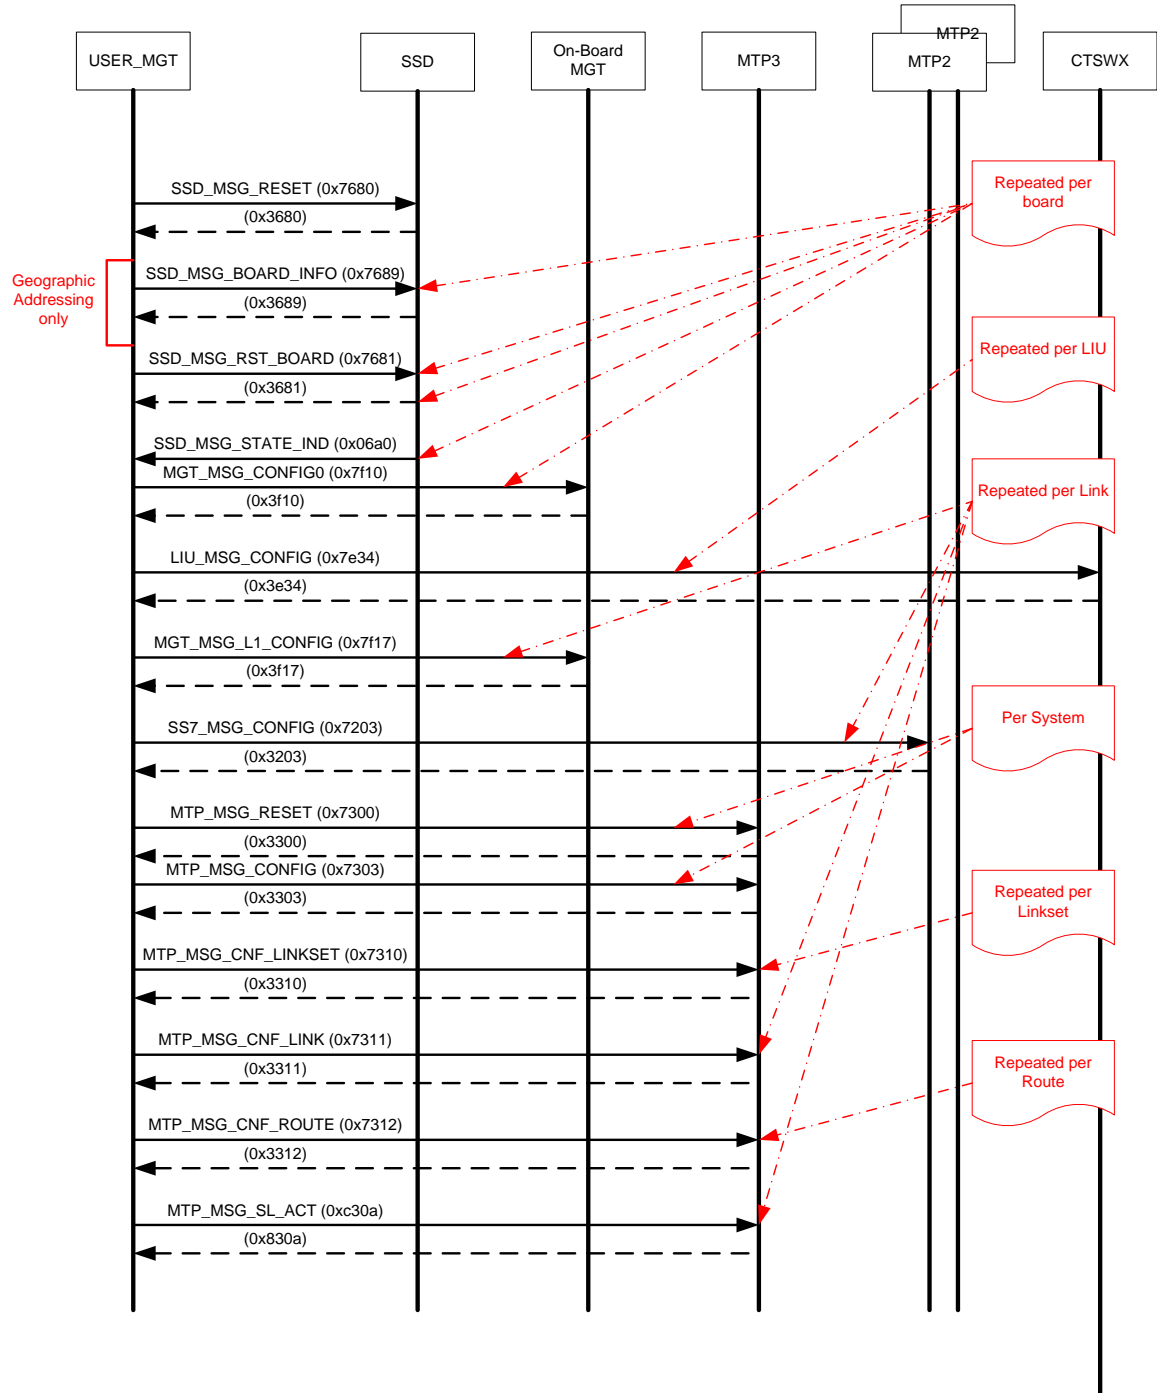 MTP2
USER_MGT
SSD
On-Board
MGT
MTP3
MTP2
CTSWX
Repeated per
board
SSD_MSG_RESET (0x7680)
(0x3680)
Geographic
Addressing
only
SSD_MSG_BOARD_INFO (0x7689)
(0x3689)
Repeated per LIU
SSD_MSG_RST_BOARD (0x7681)
(0x3681)
SSD_MSG_STATE_IND (0x06a0)
MGT_MSG_CONFIG0 (0x7f10)
(0x3f10)
Repeated per Link
LIU_MSG_CONFIG (0x7e34)
(0x3e34)
MGT_MSG_L1_CONFIG (0x7f17)
(0x3f17)
Per System
SS7_MSG_CONFIG (0x7203)
(0x3203)
MTP_MSG_RESET (0x7300)
(0x3300)
MTP_MSG_CONFIG (0x7303)
(0x3303)
Repeated per
Linkset
MTP_MSG_CNF_LINKSET (0x7310)
(0x3310)
MTP_MSG_CNF_LINK (0x7311)
(0x3311)
Repeated per
Route
MTP_MSG_CNF_ROUTE (0x7312)
(0x3312)
MTP_MSG_SL_ACT (0xc30a)
(0x830a)